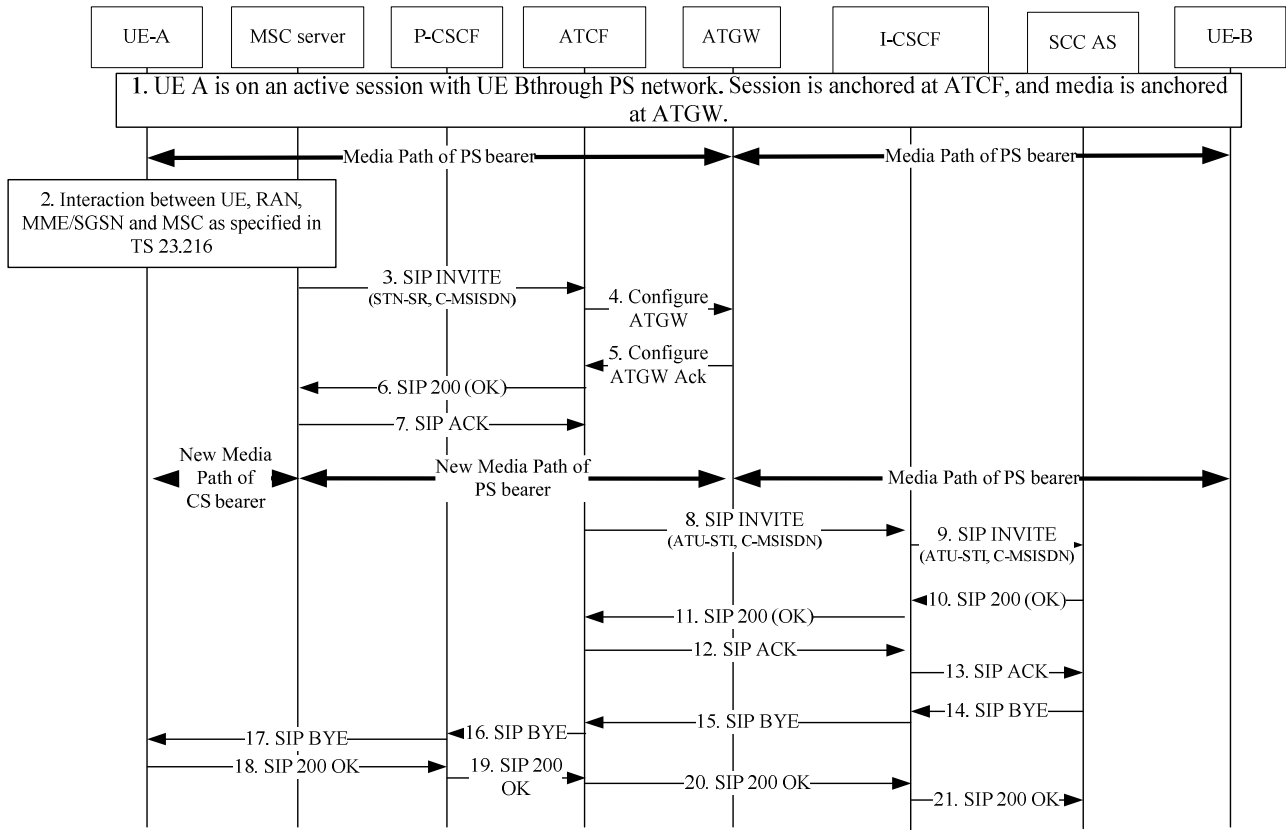 UE-A
MSC server
P-CSCF
ATCF
ATGW
I-CSCF
SCC AS
UE-B
1. UE A is on an active session with UE Bthrough PS network. Session is anchored at ATCF, and media is anchored
at ATGW.
Media Path of PS bearer
Media Path of PS bearer
2. Interaction between UE, RAN,
MME/SGSN and MSC as specified in
TS 23.216
3. SIP INVITE
(STN-SR, C-MSISDN)
4. Configure
ATGW
5. Configure
ATGW Ack
6. SIP 200 (OK)
7. SIP ACK
New Media
Path of
CS bearer
New Media Path of
PS bearer
Media Path of PS bearer
8. SIP INVITE
(ATU-STI, C-MSISDN)
9. SIP INVITE
(ATU-STI, C-MSISDN)
10. SIP 200 (OK)
11. SIP 200 (OK)
12. SIP ACK
13. SIP ACK
14. SIP BYE
15. SIP BYE
16. SIP BYE
17. SIP BYE
18. SIP 200 OK
19. SIP 200
OK
20. SIP 200 OK
21. SIP 200 OK